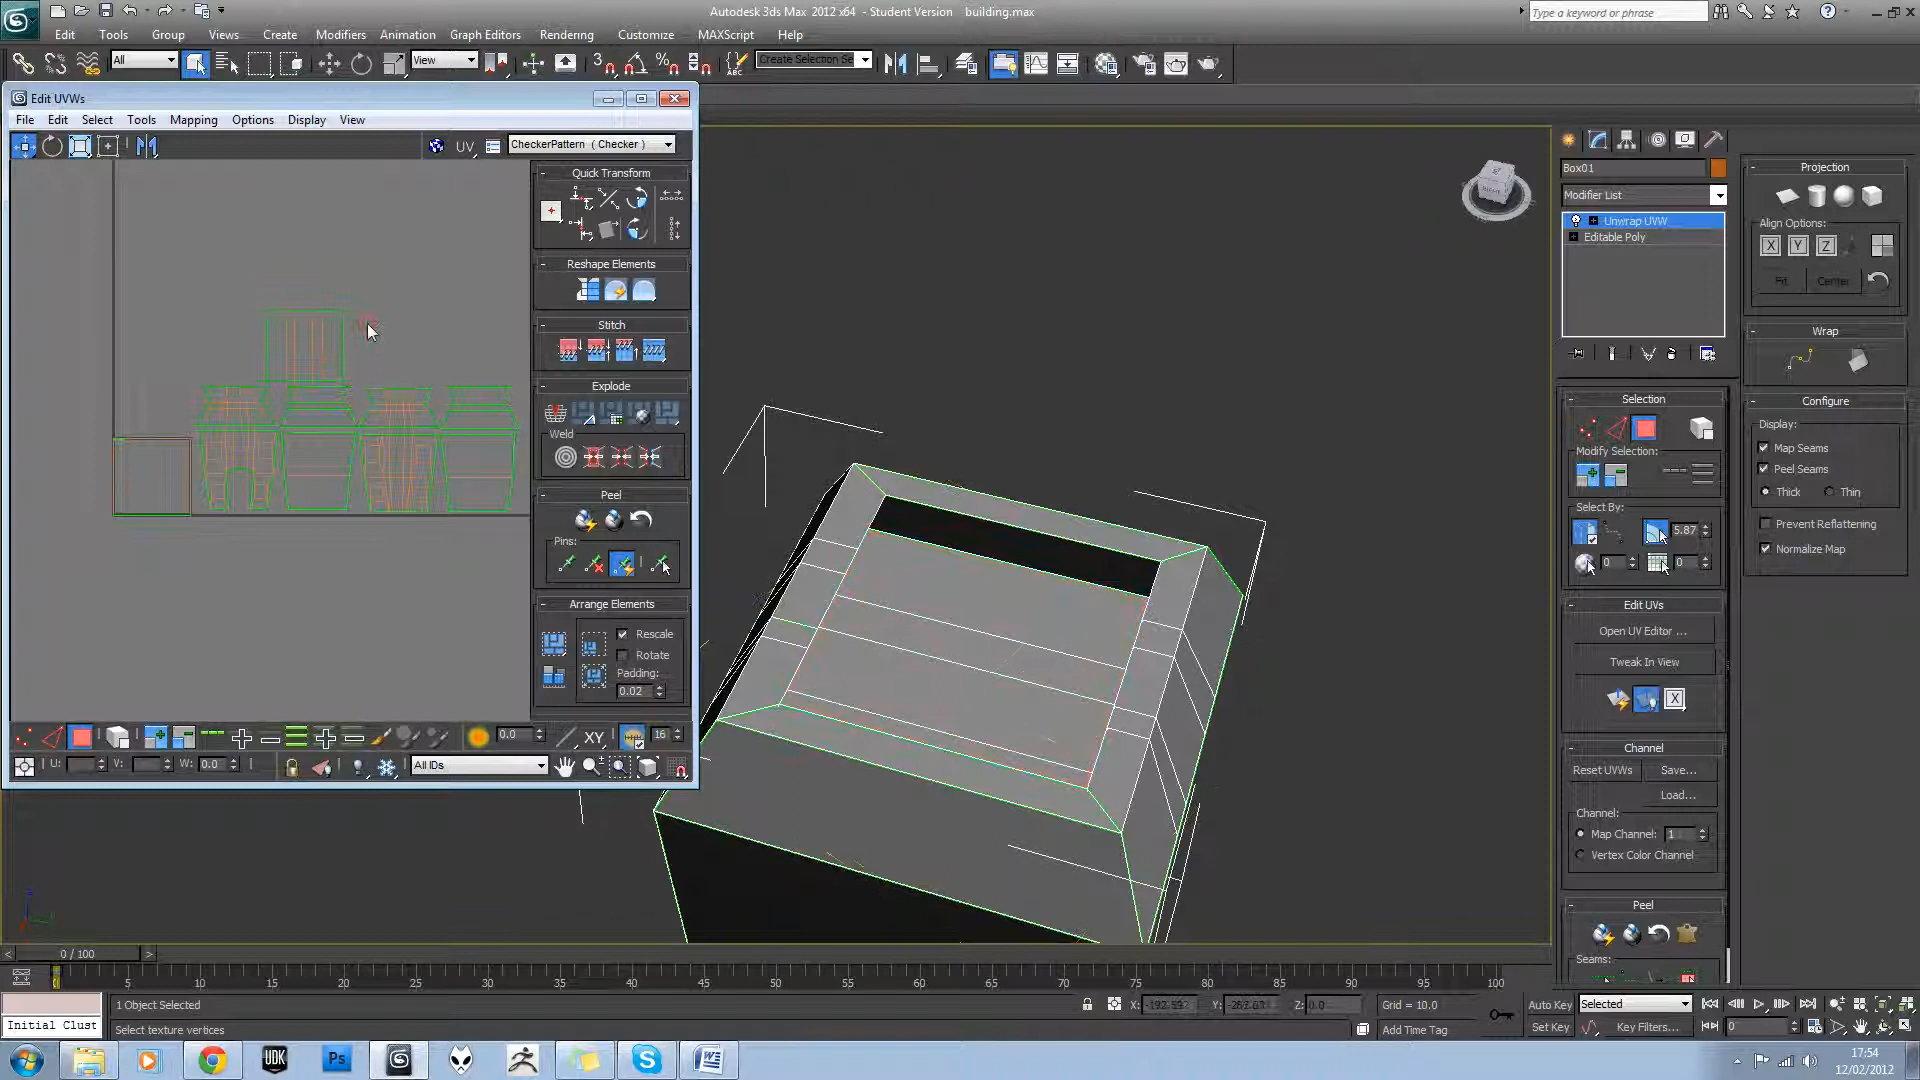 Autodesk 3ds Max 2012 x64 - Student Version building.max
Type a keyword or phrase
Edit Tools Group Views Create Modifiers Animation Graph Editors Rendering Customize MAXScript Help
All
View
3
Create Selection Se
Edit UVWs
File Edit Select Tools Mapping Options Display View
UV
CheckerPattern ( Checker )
Quick Transform
Reshape Elements
Stitch
Explode
Weld
Peel
Pins:
Arrange Elements
Rescale
Rotate
Padding:
0.02
0.0
XY
16
U:
V:
W: 0.0
All IDs
RIGHT
Box01
Modifier List
Unwrap UVW
Editable Poly
Selection
Modify Selection:
Select By:
5.87
0
0
Edit UVs
Open UV Editor ...
Tweak In View
X
Channel
Reset UVWs
Save...
Load...
Channel:
Map Channel: 1
Vertex Color Channel
Peel
Seams:
Projection
Align Options:
X Y Z
Fit
Center
Wrap
Configure
Display:
Map Seams
Peel Seams
Thick
Thin
Prevent Reflattening
Normalize Map
< 0 / 100 >
0 5 10 15 20 25 30 35 40 45 50 55 60 65 70 75 80 85 90 95 100
1 Object Selected
X:
Y:
Z: 0.0
Grid = 10.0
Auto Key
Selected
Initial Clust
Select texture vertices
Add Time Tag
Set Key
Key Filters...
0
UDK
Ps
17:54
12/02/2012